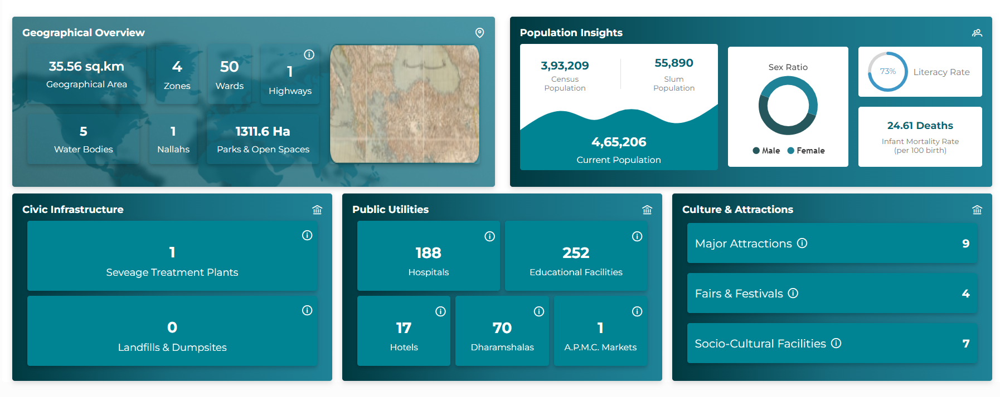 Geographical Overview
35.56 sq.km
Geographical Area
4
Zones
50
Wards
1
Highways
5
Water Bodies
1
Nallahs
1311.6 Ha
Parks & Open Spaces
Population Insights
3,93,209
Census
Population
55,890
Slum
Population
4,65,206
Current Population
Sex Ratio
Male
Female
73%
Literacy Rate
24.61 Deaths
Infant Mortality Rate
(per 100 birth)
Civic Infrastructure
1
Seveage Treatment Plants
0
Landfills & Dumpsites
Public Utilities
188
Hospitals
252
Educational Facilities
17
Hotels
70
Dharamshalas
1
A.P.M.C. Markets
Culture & Attractions
Major Attractions 9
Fairs & Festivals 4
Socio-Cultural Facilities 7